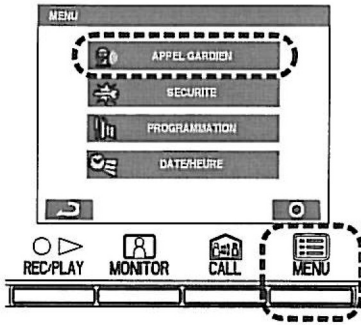 MENU
APPEL GARDIEN
SECURITE
PROGRAMMATION
DATE/HEURE
REC/PLAY MONITOR CALL MENU